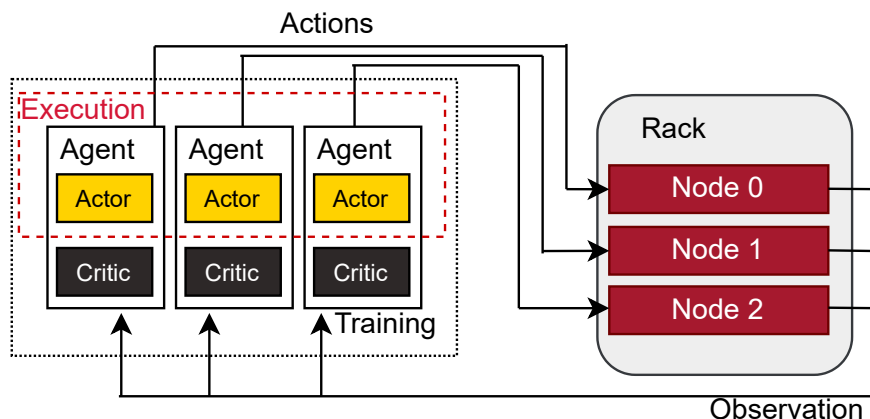 Actions
Execution
Rack
Agent Agent Agent
Actor Actor Actor
Node 0
Critic Critic Critic
Node 1
Node 2
Training
Observation